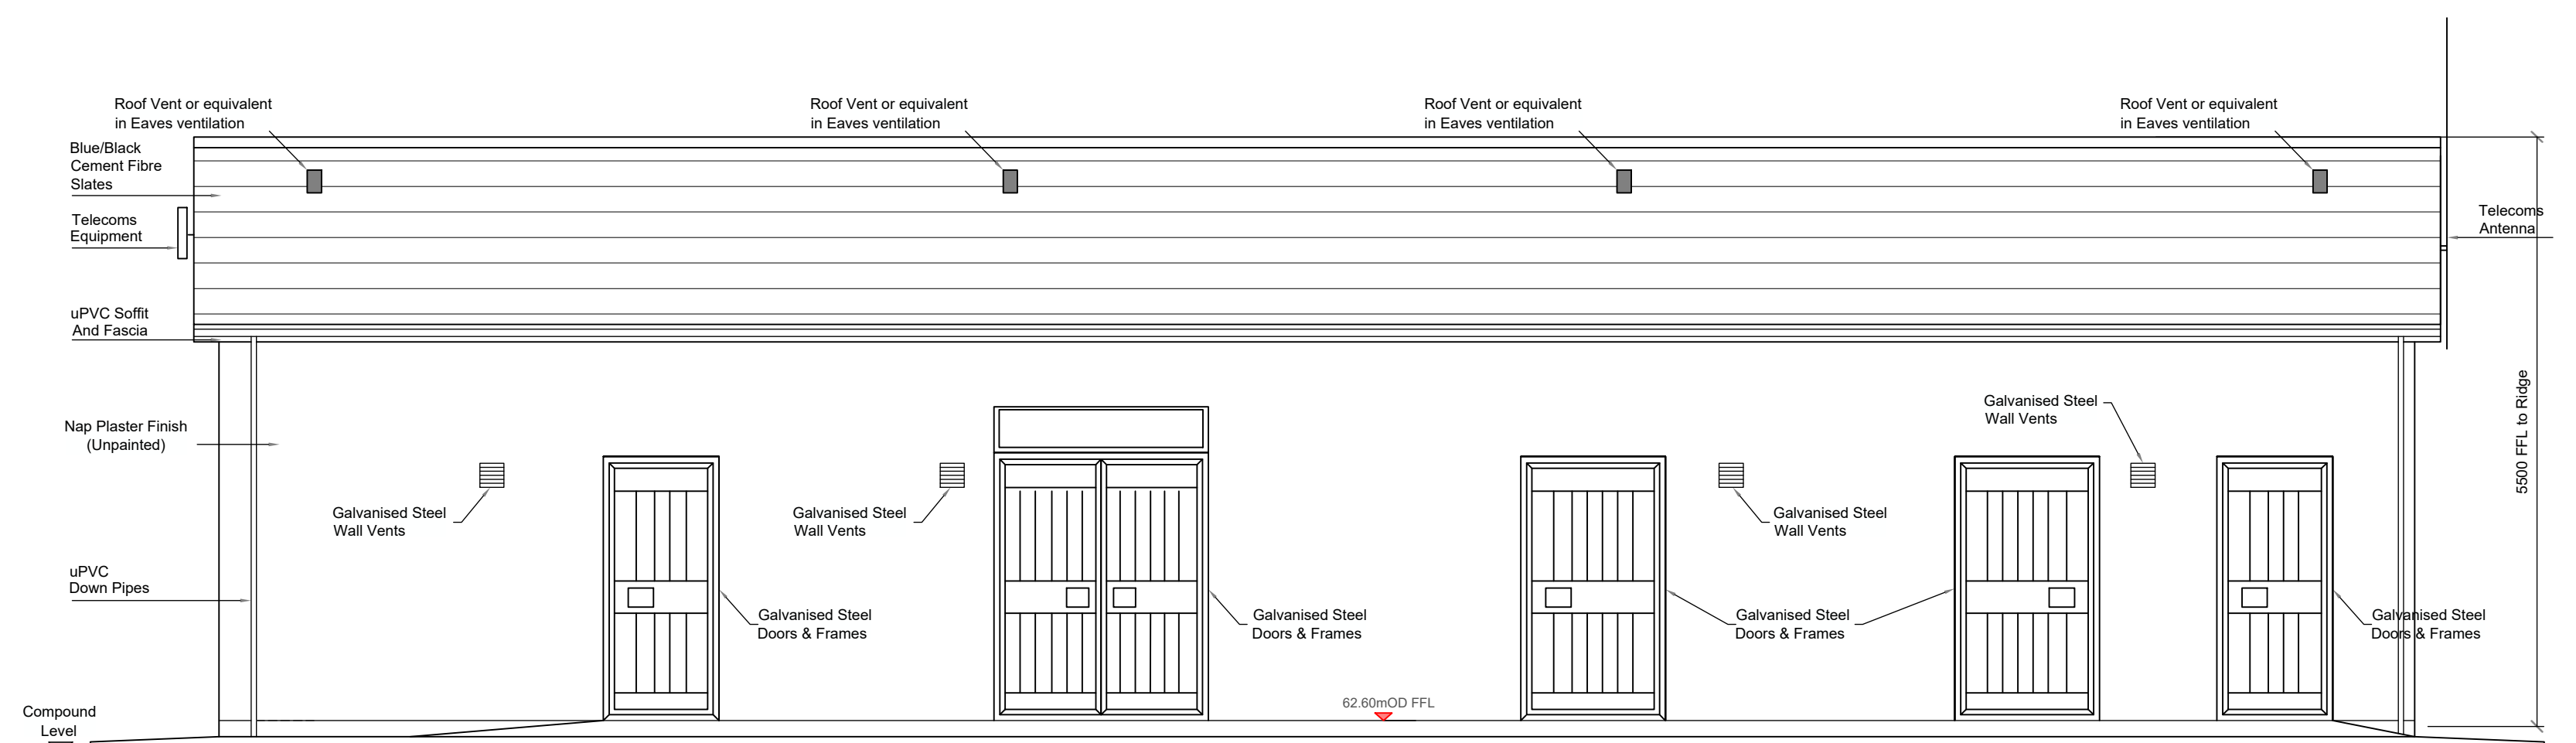 Roof Vent or equivalent
in Eaves ventilation
Roof Vent or equivalent
in Eaves ventilation
Roof Vent or equivalent
in Eaves ventilation
Roof Vent or equivalent
in Eaves ventilation
Blue/Black
Cement Fibre
Slates
Telecoms
Equipment
Telecoms
Antenna
uPVC Soffit
And Fascia
Nap Plaster Finish
(Unpainted)
Galvanised Steel
Wall Vents
Galvanised Steel
Wall Vents
Galvanised Steel
Wall Vents
Galvanised Steel
Wall Vents
5500 FFL to Ridge
uPVC
Down Pipes
Galvanised Steel
Doors & Frames
Galvanised Steel
Doors & Frames
Galvanised Steel
Doors & Frames
Galvanised Steel
Doors & Frames
62.60mOD FFL
Compound
Level